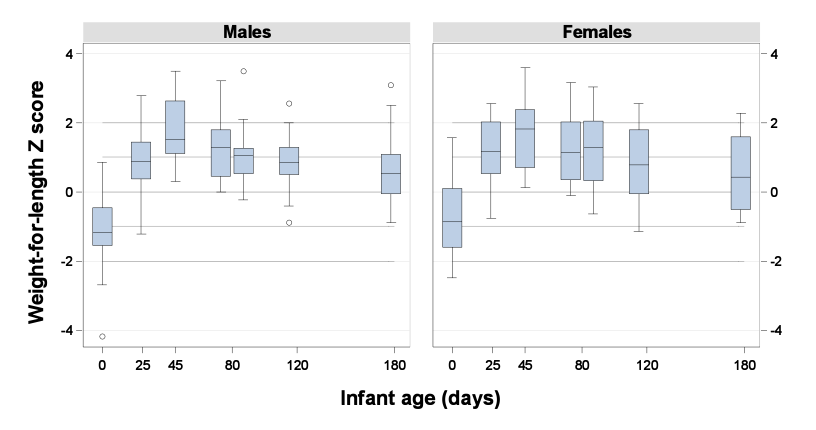 Males
Females
Weight-for-length Z score
4
2
0
-2
-4
4
2
0
-2
-4
0 25 45 80 120 180
0 25 45 80 120 180
Infant age (days)